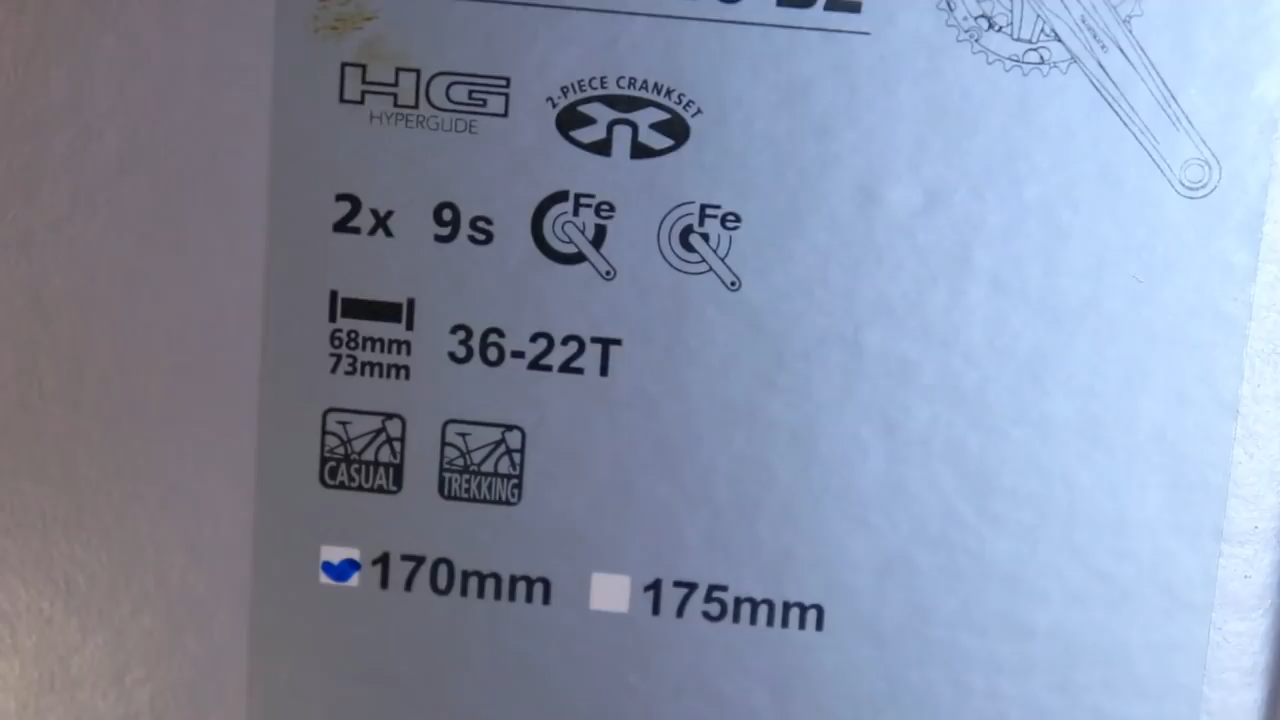 HG
HYPERGLIDE
2-PIECE CRANKSET
2x 9s Fe Fe
68mm
73mm
36-22T
CASUAL
TREKKING
170mm 175mm